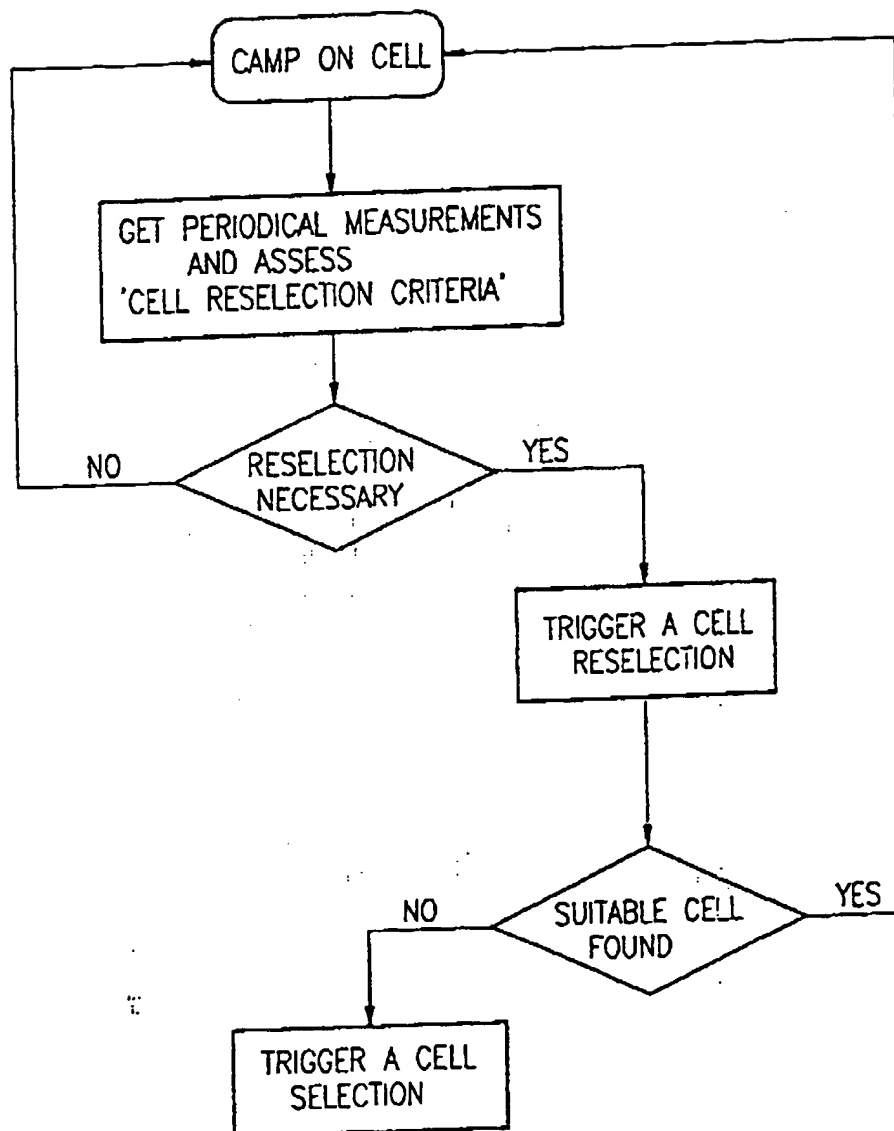 CAMP ON CELL
GET PERIODICAL MEASUREMENTS
AND ASSESS
'CELL RESELECTION CRITERIA'
NO
RESELECTION
NECESSARY
YES
TRIGGER A CELL
RESELECTION
NO
SUITABLE CELL
FOUND
YES
TRIGGER A CELL
SELECTION